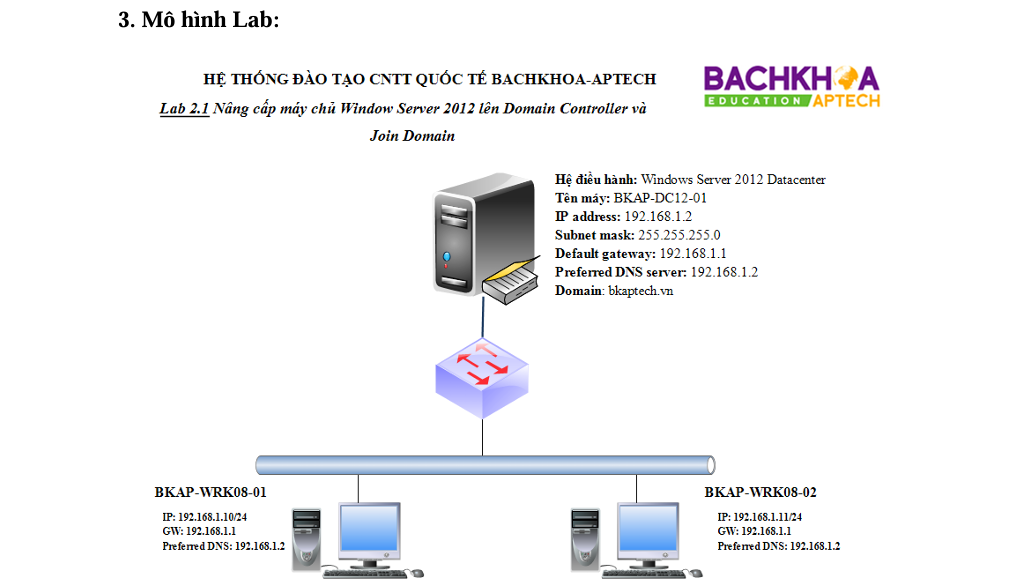 3. Mô hình Lab:
HỆ THỐNG ĐÀO TẠO CNTT QUỐC TẾ BACHKHOA-APTECH
Lab 2.1 Nâng cấp máy chủ Window Server 2012 lên Domain Controller và
Join Domain
BACHKHOA
EDUCATION APTECH
Hệ điều hành: Windows Server 2012 Datacenter
Tên máy: BKAP-DC12-01
IP address: 192.168.1.2
Subnet mask: 255.255.255.0
Default gateway: 192.168.1.1
Preferred DNS server: 192.168.1.2
Domain: bkaptech.vn
BKAP-WRK08-01
IP: 192.168.1.10/24
GW: 192.168.1.1
Preferred DNS: 192.168.1.2
BKAP-WRK08-02
IP: 192.168.1.11/24
GW: 192.168.1.1
Preferred DNS: 192.168.1.2